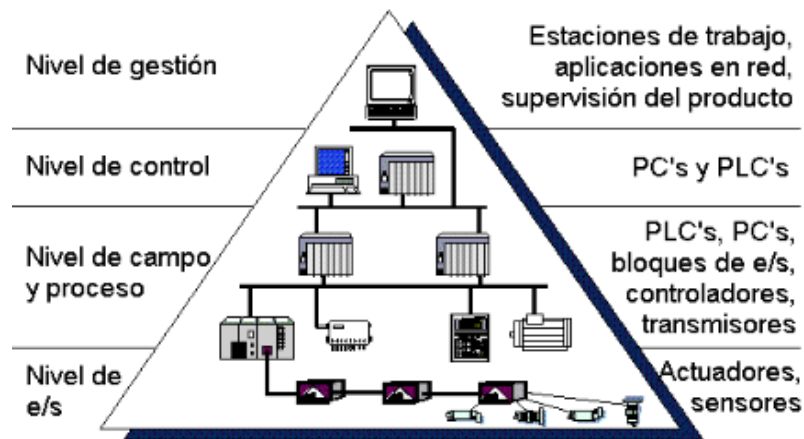 Nivel de gestión
Estaciones de trabajo,
aplicaciones en red,
supervisión del producto
Nivel de control
PC's y PLC's
Nivel de campo
y proceso
PLC's, PC's,
bloques de e/s,
controladores,
transmisores
Nivel de
e/s
Actuadores,
sensores